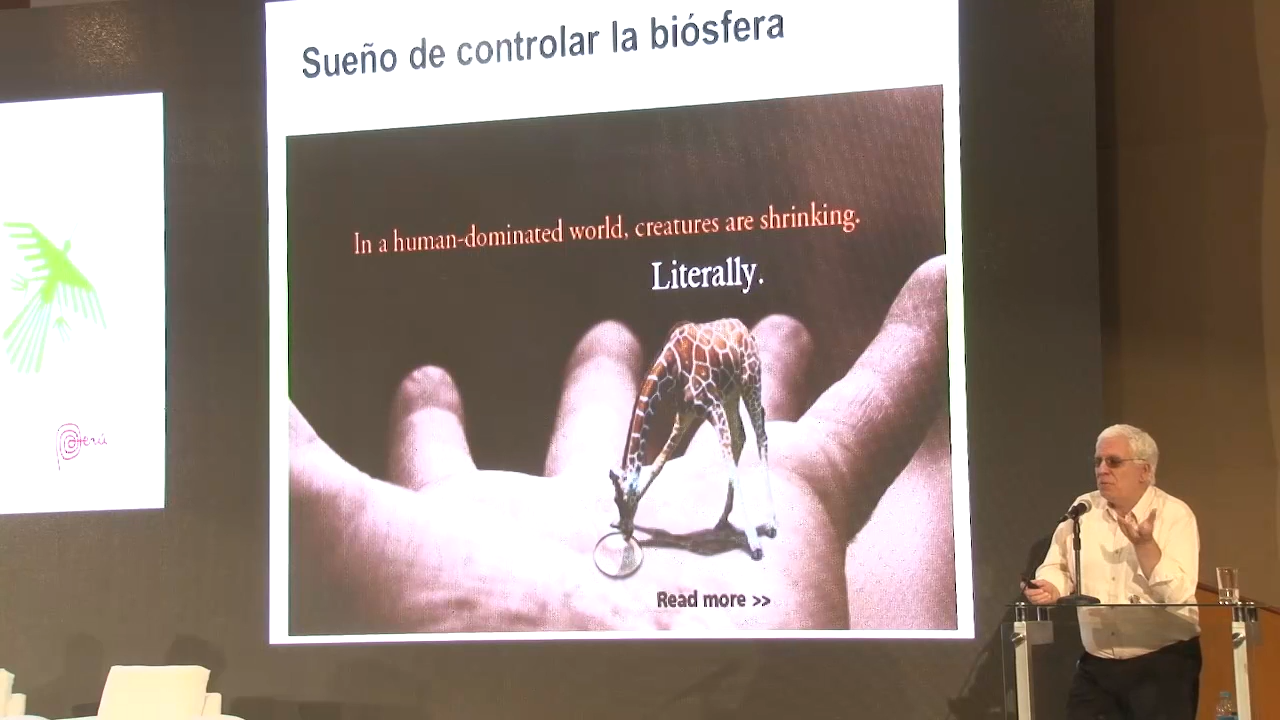 Sueño de controlar la biósfera
In a human-dominated world, creatures are shrinking.
Literally.
Read more >>
Perú